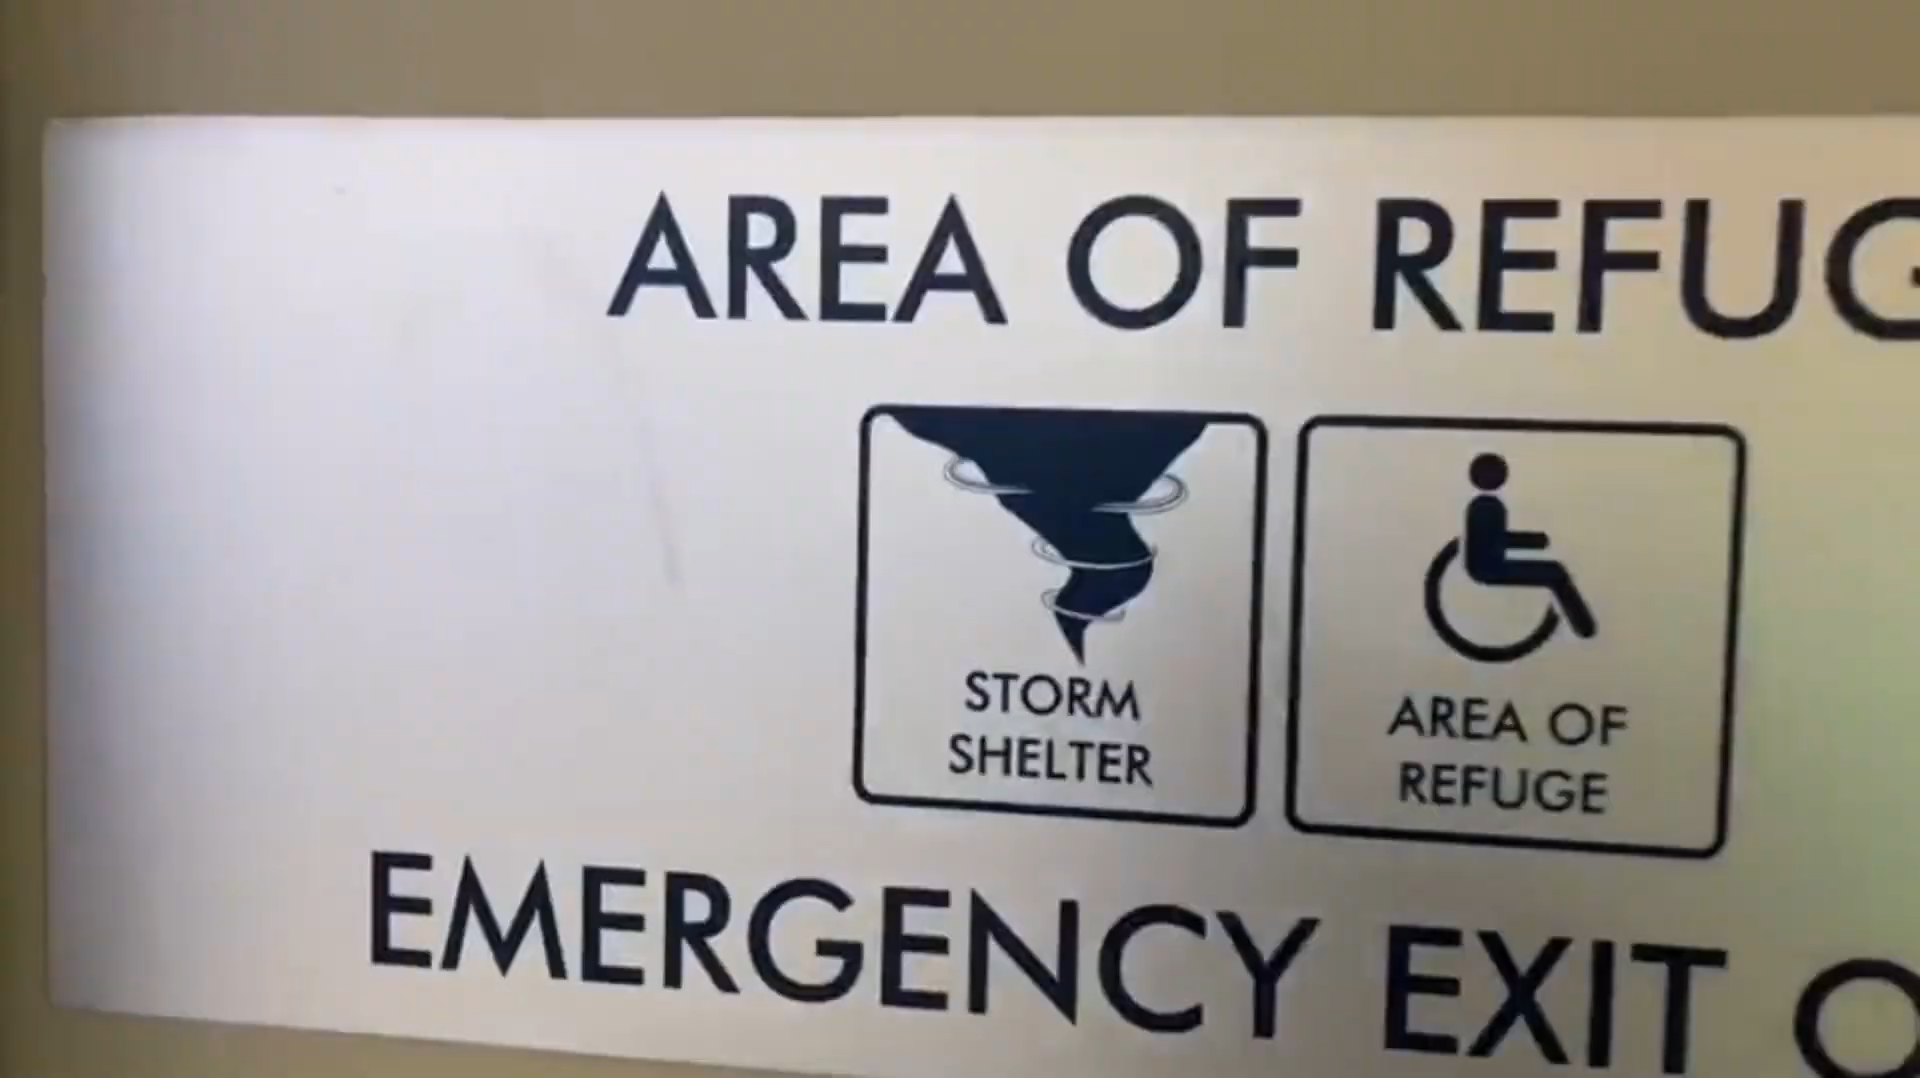 AREA OF REFUG
STORM
SHELTER
AREA OF
REFUGE
EMERGENCY EXIT O